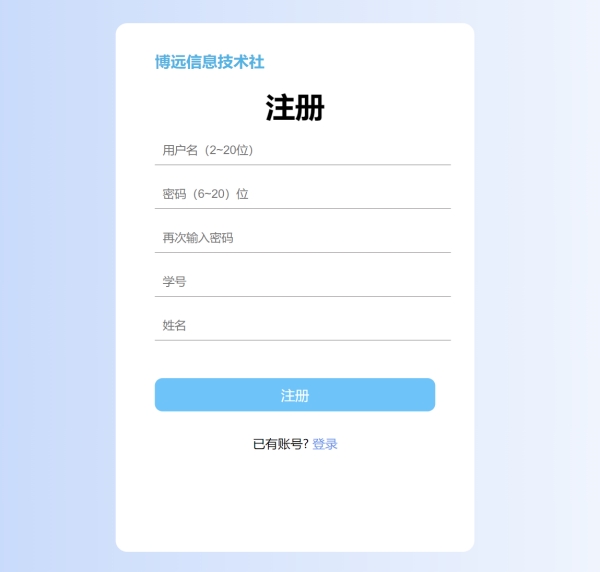 博远信息技术社
注册
用户名（2~20位）
密码（6~20）位
再次输入密码
学号
姓名
注册
已有账号? 登录